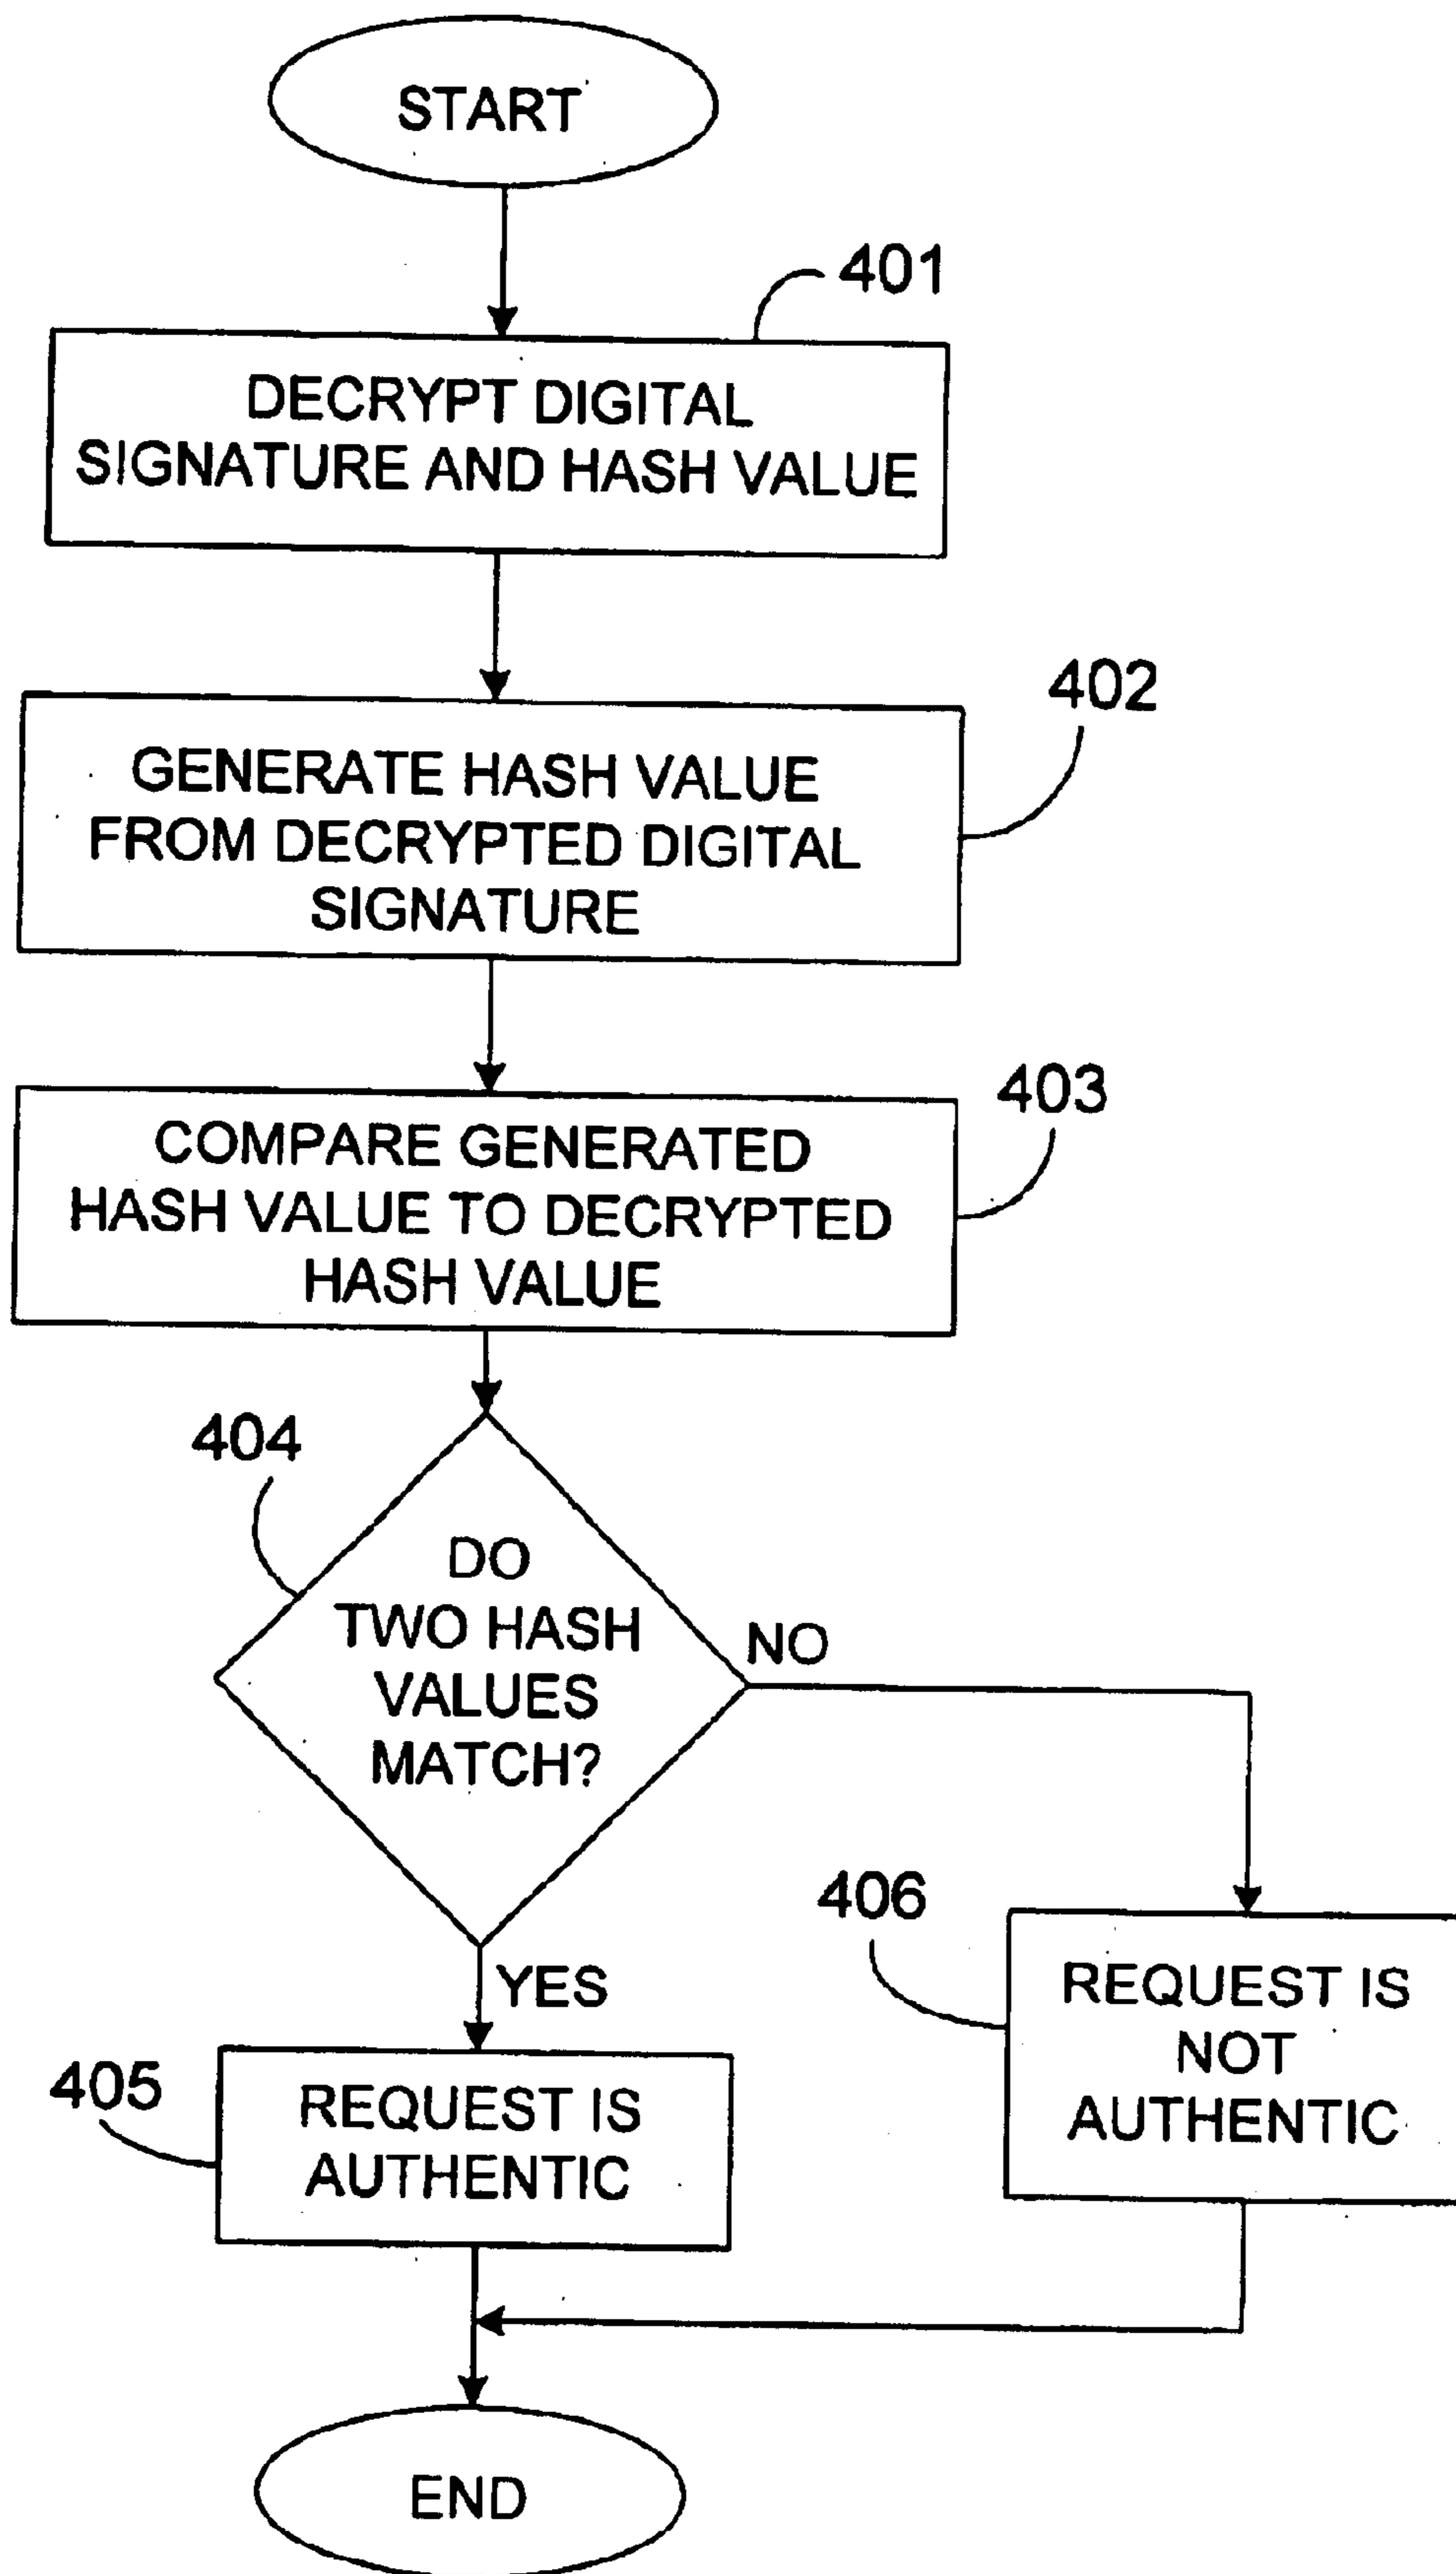 START
401
DECRYPT DIGITAL
SIGNATURE AND HASH VALUE
402
GENERATE HASH VALUE
FROM DECRYPTED DIGITAL
SIGNATURE
403
COMPARE GENERATED
HASH VALUE TO DECRYPTED
HASH VALUE
404
DO
TWO HASH
VALUES
MATCH?
NO
YES
406
REQUEST IS
NOT
AUTHENTIC
405
REQUEST IS
AUTHENTIC
END